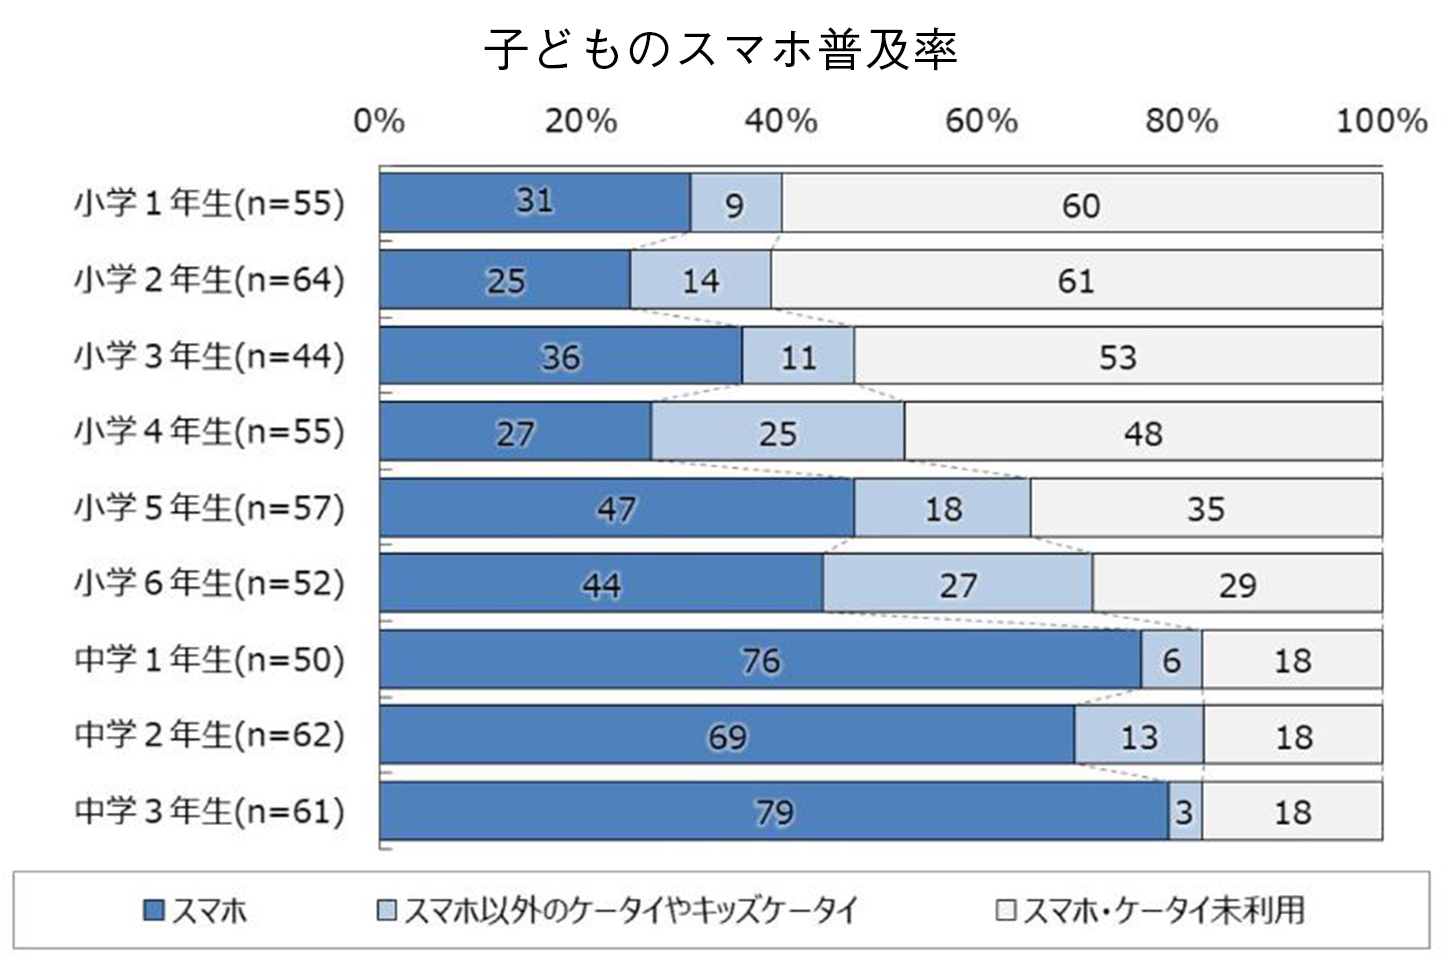 子どものスマホ普及率
0% 20% 40% 60% 80% 100%
小学１年生(n=55) 31 9 60
小学２年生(n=64) 25 14 61
小学３年生(n=44) 36 11 53
小学４年生(n=55) 27 25 48
小学５年生(n=57) 47 18 35
小学６年生(n=52) 44 27 29
中学１年生(n=50) 76 6 18
中学２年生(n=62) 69 13 18
中学３年生(n=61) 79 3 18
スマホ スマホ以外のケータイやキッズケータイ スマホ・ケータイ未利用